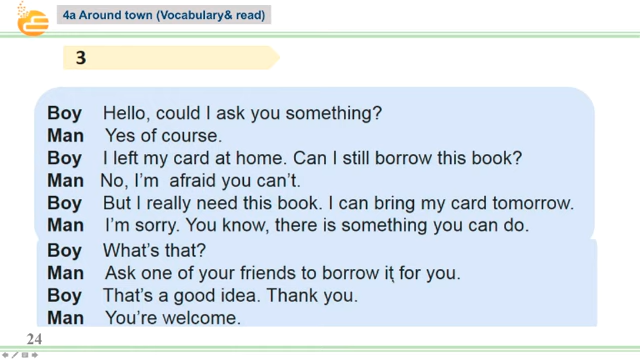 4a Around town (Vocabulary& read)
3
Boy Hello, could I ask you something?
Man Yes of course.
Boy I left my card at home. Can I still borrow this book?
Man No, I'm afraid you can't.
Boy But I really need this book. I can bring my card tomorrow.
Man I'm sorry. You know, there is something you can do.
Boy What's that?
Man Ask one of your friends to borrow it for you.
Boy That's a good idea. Thank you.
Man You're welcome.
24